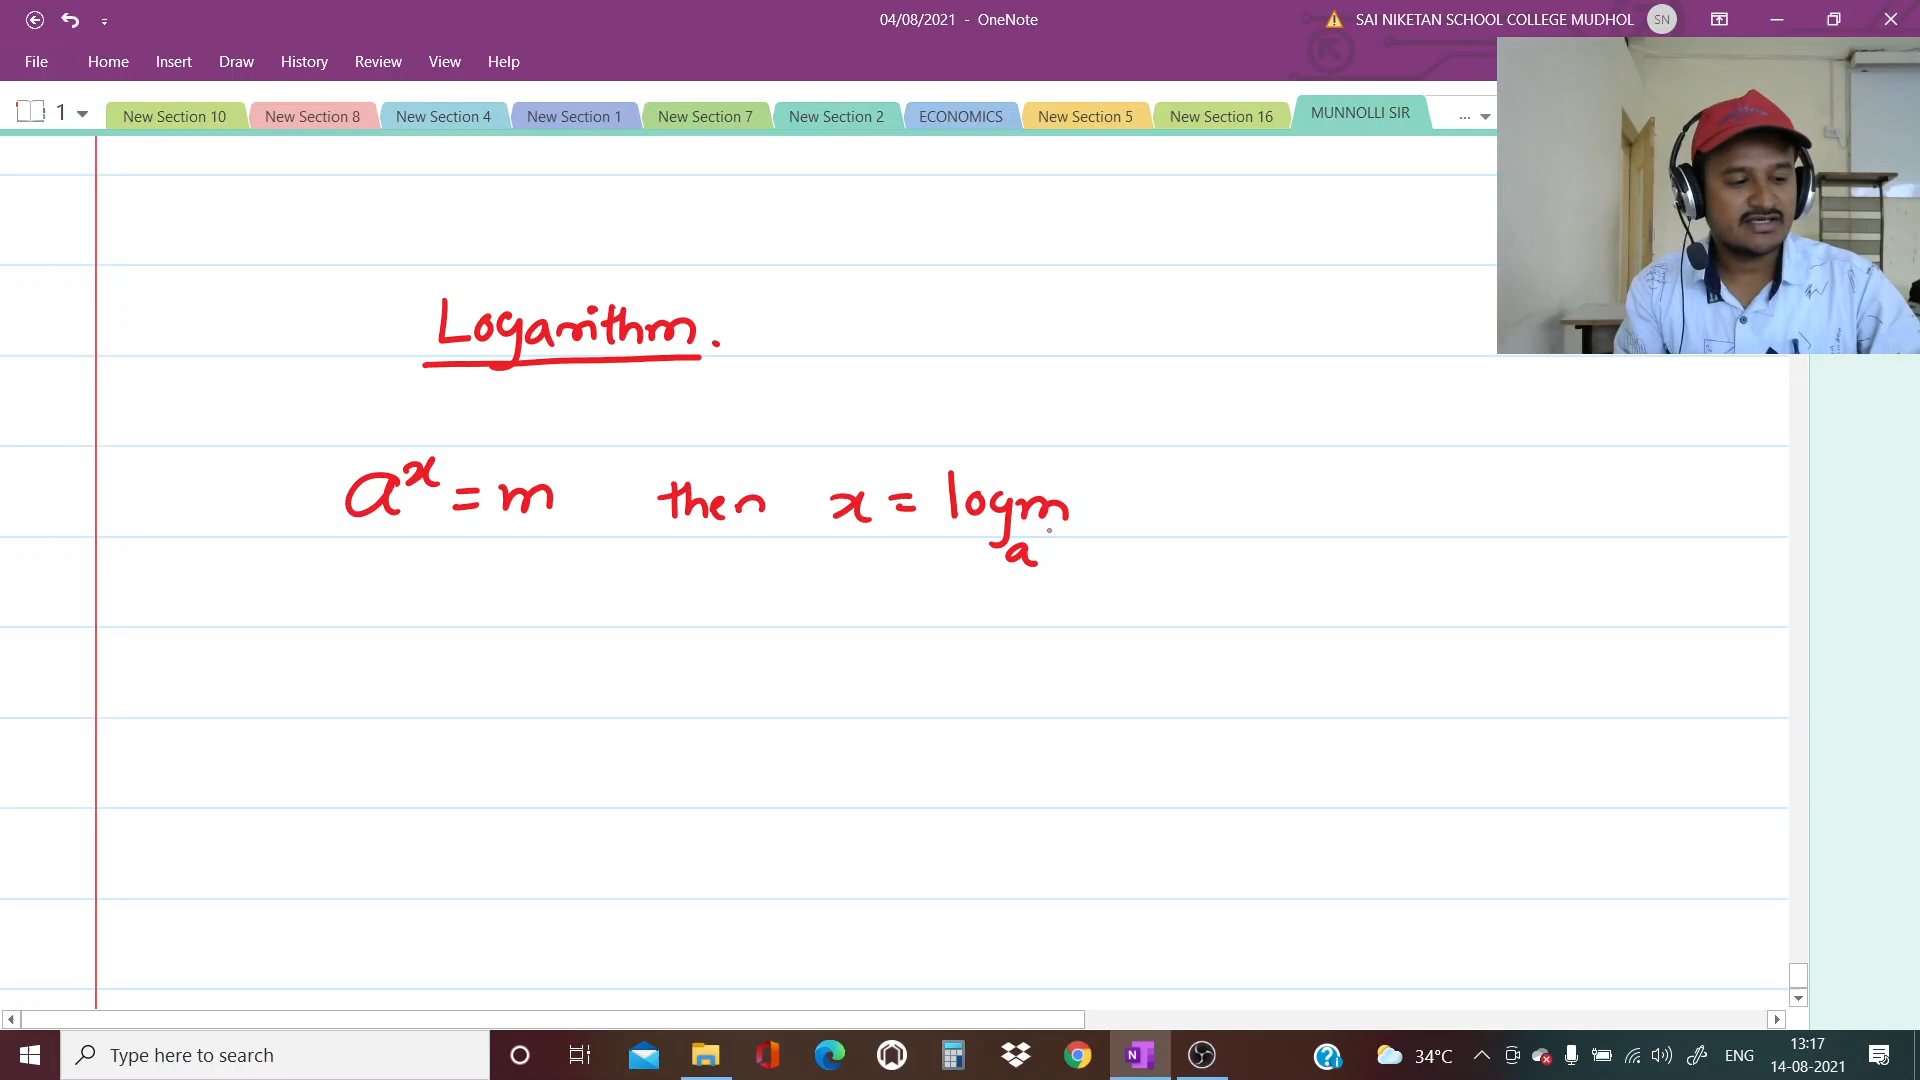 04/08/2021 - OneNote
SAI NIKETAN SCHOOL COLLEGE MUDHOL SN
File Home Insert Draw History Review View Help
1 New Section 10 New Section 8 New Section 4 New Section 1 New Section 7 New Section 2 ECONOMICS New Section 5 New Section 16 MUNNOLLI SIR ...
Logarithm.
aˣ = m then x = logₐm
Type here to search
34°C ENG 13:17
14-08-2021